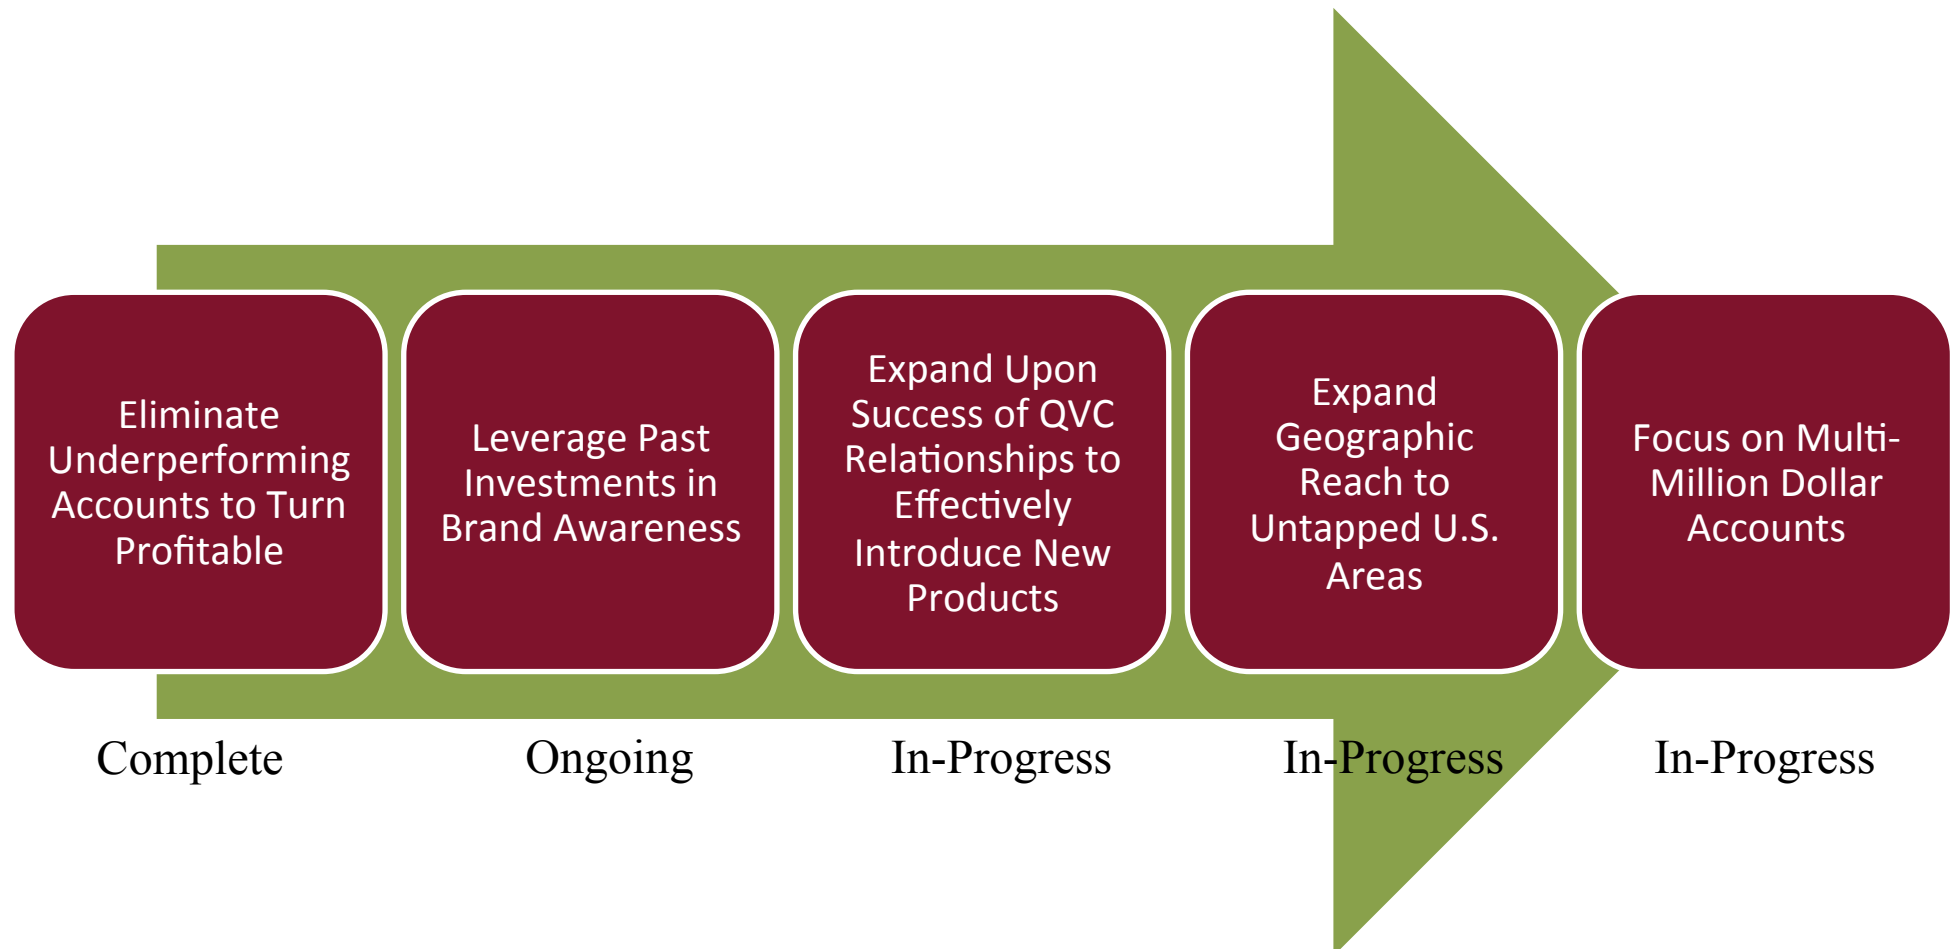 Eliminate
Underperforming
Accounts to Turn
Profitable
Leverage Past
Investments in
Brand Awareness
Expand Upon
Success of QVC
Relationships to
Effectively
Introduce New
Products
Expand
Geographic
Reach to
Untapped U.S.
Areas
Focus on Multi-
Million Dollar
Accounts
Complete
Ongoing
In-Progress
In-Progress
In-Progress